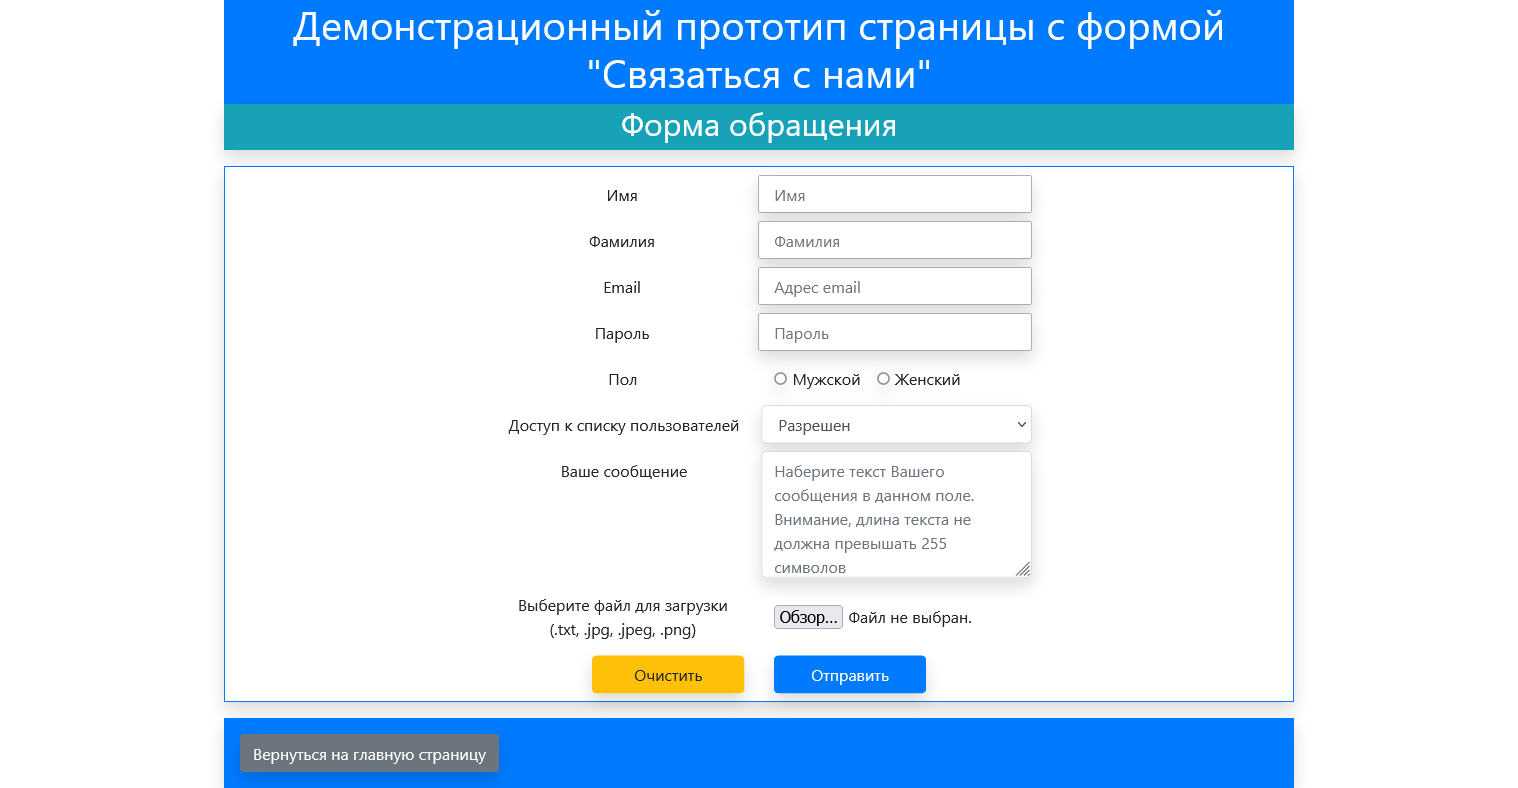 Демонстрационный прототип страницы с формой
"Связаться с нами"
Форма обращения
Имя Имя
Фамилия Фамилия
Email Адрес email
Пароль Пароль
Пол Мужской Женский
Доступ к списку пользователей Разрешен
Ваше сообщение Наберите текст Вашего
сообщения в данном поле.
Внимание, длина текста не
должна превышать 255
символов
Выберите файл для загрузки
(.txt, .jpg, .jpeg, .png)
Обзор... Файл не выбран.
Очистить Отправить
Вернуться на главную страницу